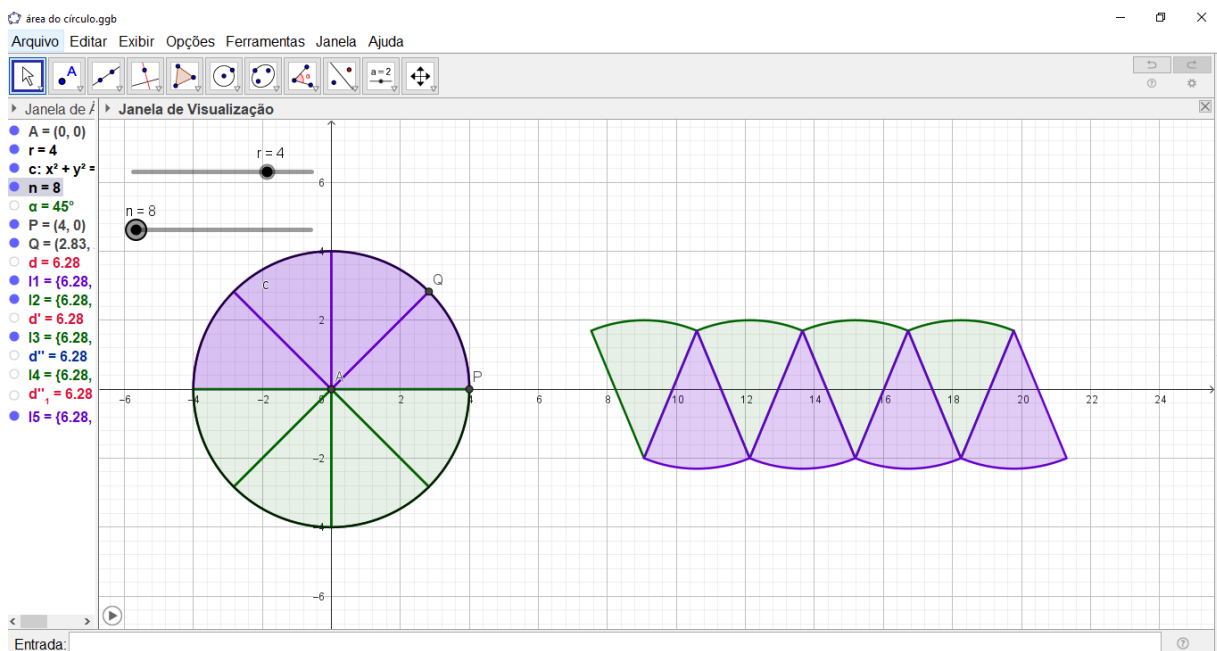 área do círculo.ggb
Arquivo Editar Exibir Opções Ferramentas Janela Ajuda
A
α
a=2
Janela de Á
Janela de Visualização
A = (0, 0)
r = 4
c: x² + y² =
n = 8
α = 45°
P = (4, 0)
Q = (2.83,
d = 6.28
l1 = {6.28,
l2 = {6.28,
d' = 6.28
l3 = {6.28,
d'' = 6.28
l4 = {6.28,
d''₁ = 6.28
l5 = {6.28,
r = 4
6
n = 8
4
c
Q
2
A
P
−6 −4 −2 0 2 4 6 8 10 12 14 16 18 20 22 24
−2
−4
−6
Entrada: